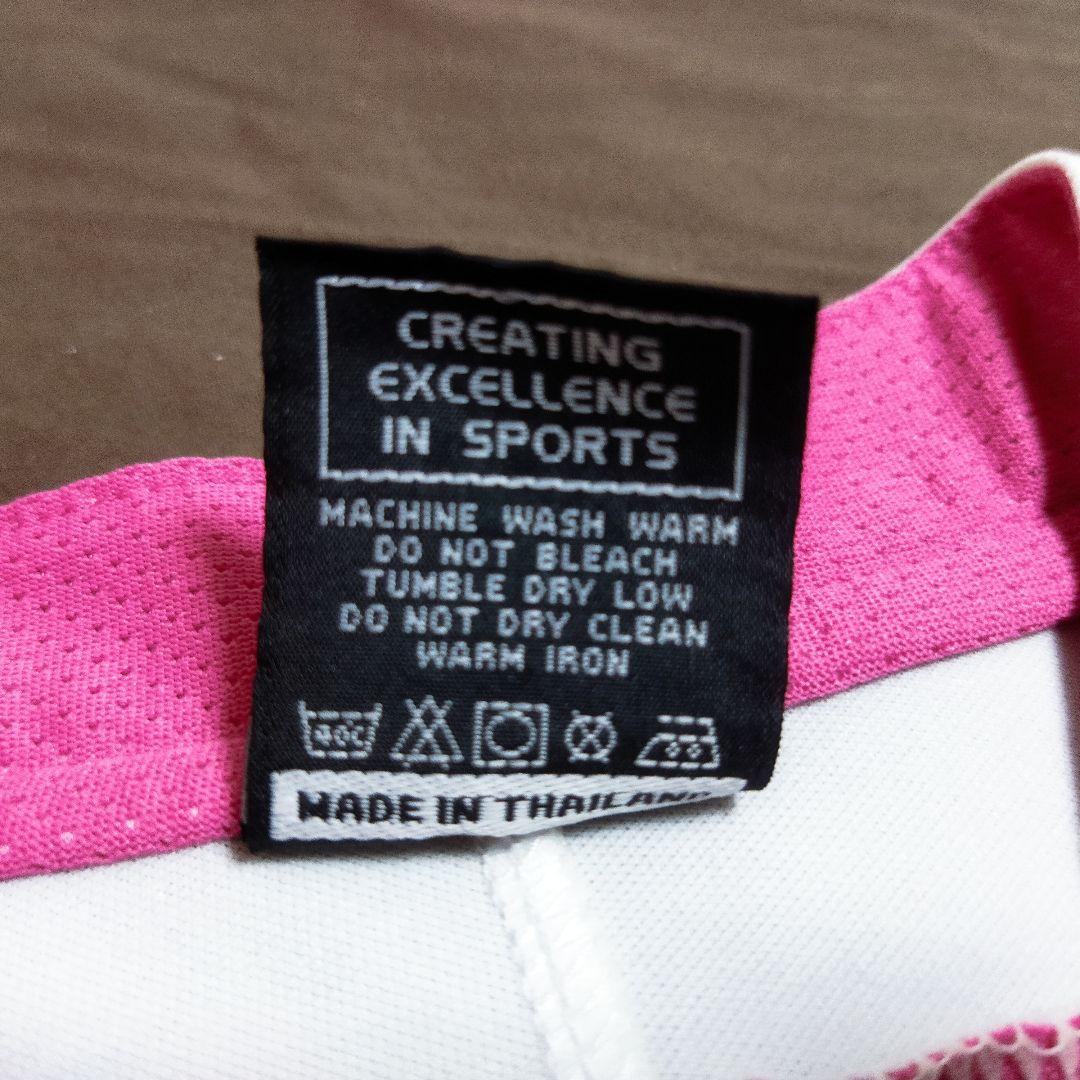 CREATING
EXCELLENCE
IN SPORTS
MACHINE WASH WARM
DO NOT BLEACH
TUMBLE DRY LOW
DO NOT DRY CLEAN
WARM IRON
40C
MADE IN THAILAND